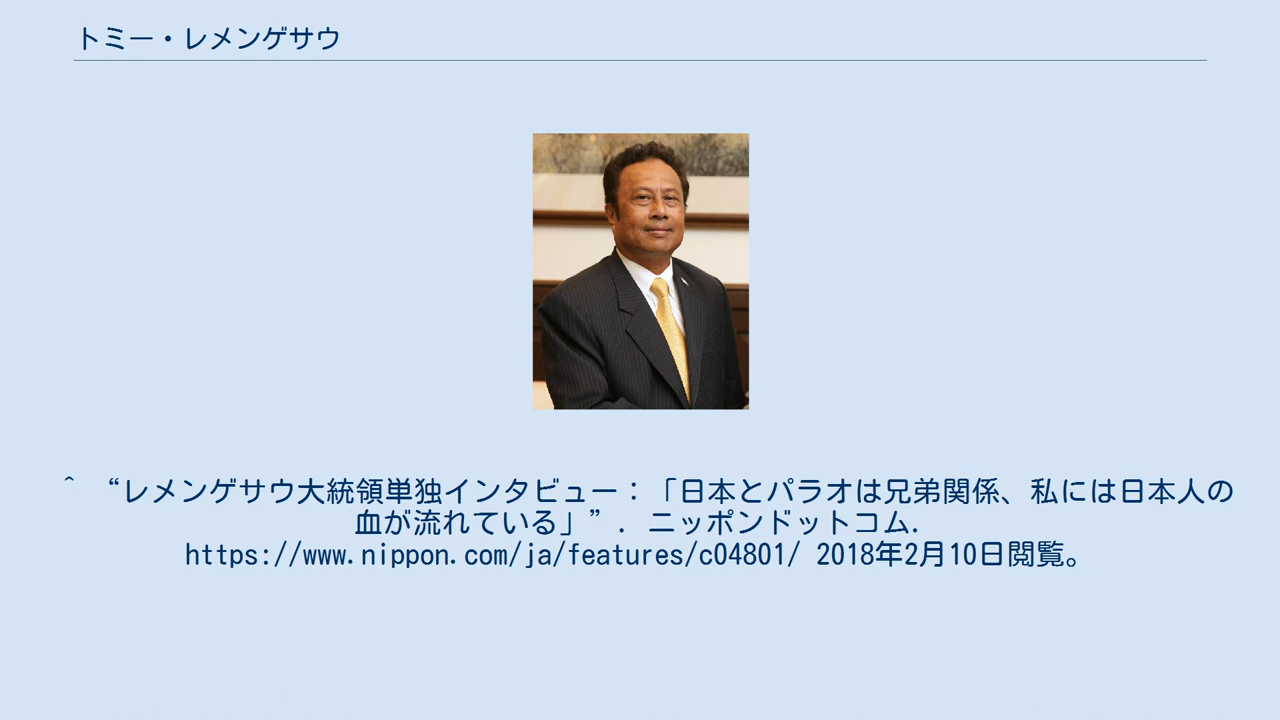 トミー・レメンゲサウ
^ “レメンゲサウ大統領単独インタビュー：「日本とパラオは兄弟関係、私には日本人の
血が流れている」”. ニッポンドットコム.
https://www.nippon.com/ja/features/c04801/ 2018年2月10日閲覧。